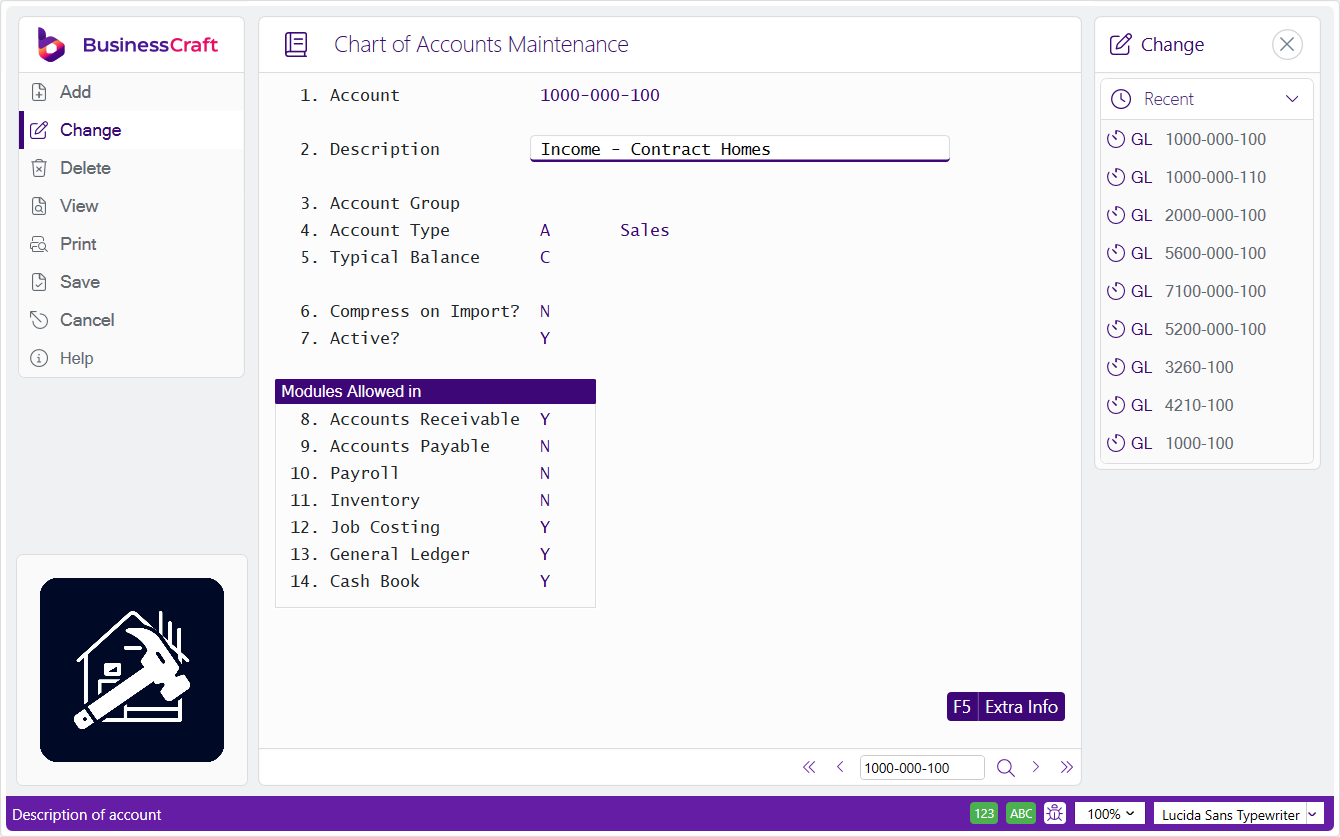 BusinessCraft
Add
Change
Delete
View
Print
Save
Cancel
Help
Chart of Accounts Maintenance
1. Account 1000-000-100
2. Description Income - Contract Homes
3. Account Group
4. Account Type A Sales
5. Typical Balance C
6. Compress on Import? N
7. Active? Y
Modules Allowed in
8. Accounts Receivable Y
9. Accounts Payable N
10. Payroll N
11. Inventory N
12. Job Costing Y
13. General Ledger Y
14. Cash Book Y
F5 Extra Info
1000-000-100
Change
Recent
GL 1000-000-100
GL 1000-000-110
GL 2000-000-100
GL 5600-000-100
GL 7100-000-100
GL 5200-000-100
GL 3260-100
GL 4210-100
GL 1000-100
Description of account 123 ABC 100% Lucida Sans Typewriter